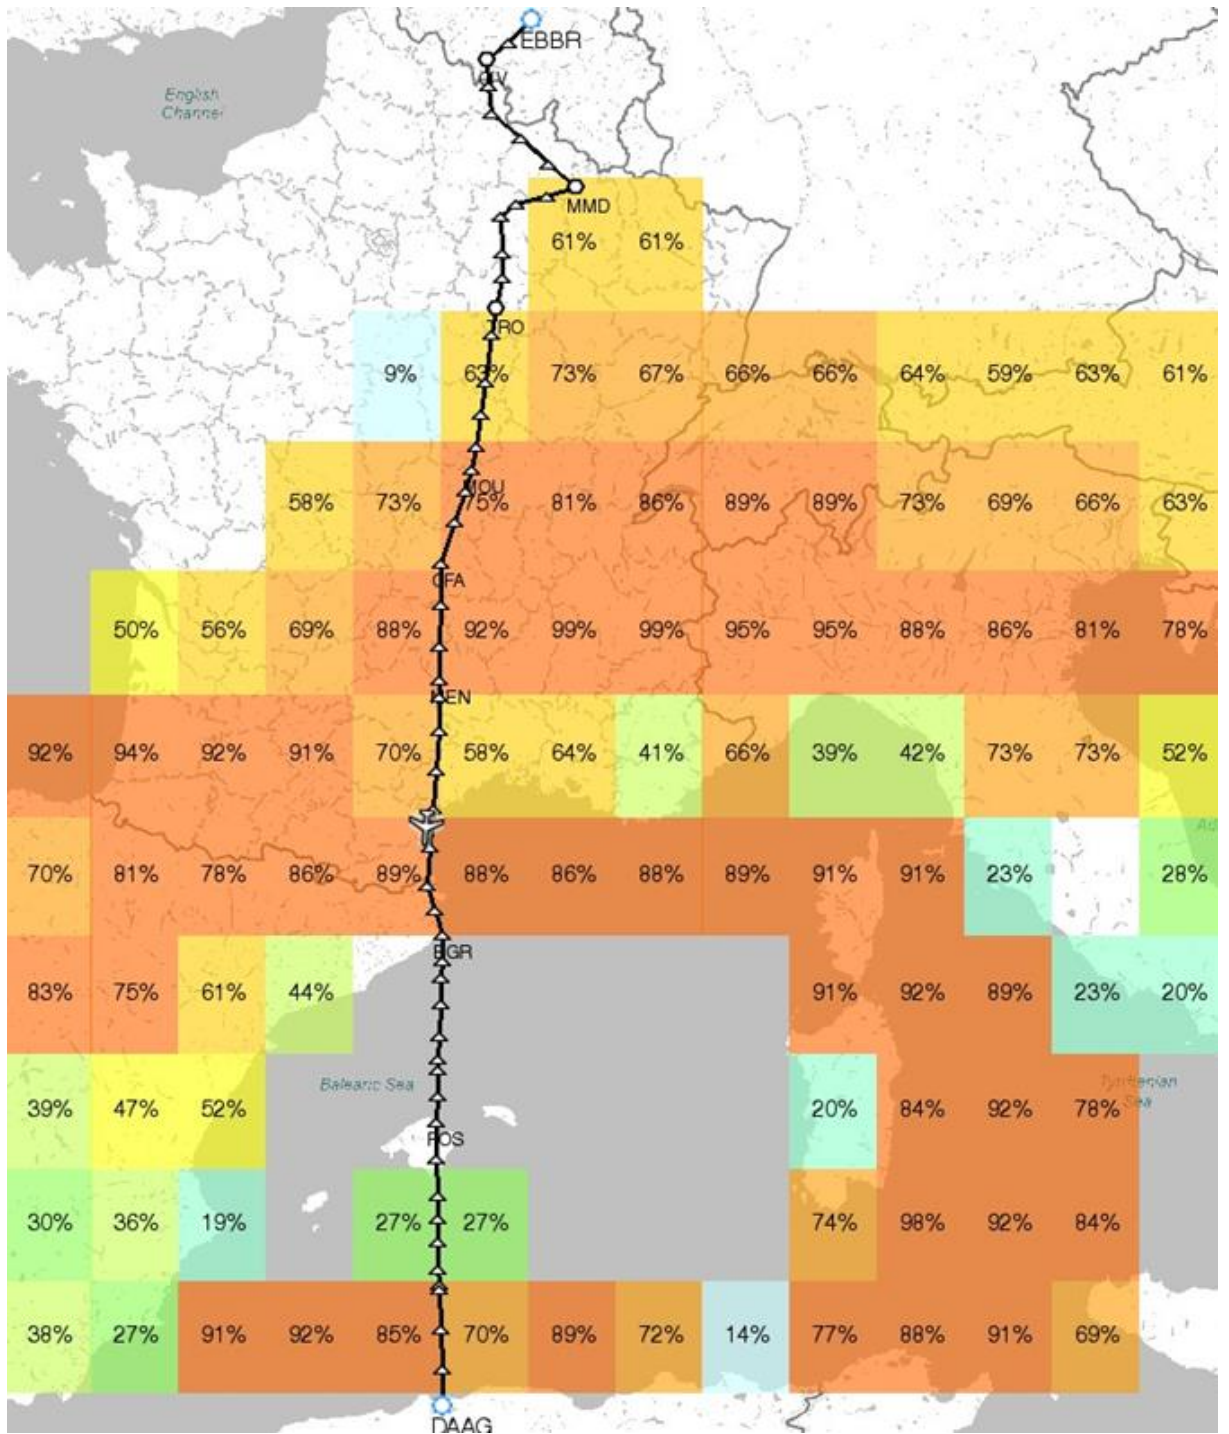 EBBR
English
Channel
MMD
61% 61%
TRO
9% 63% 73% 67% 66% 66% 64% 59% 63% 61%
MOU
58% 73% 75% 81% 86% 89% 89% 73% 69% 66% 63%
CFA
50% 56% 69% 88% 92% 99% 99% 95% 95% 88% 86% 81% 78%
MEN
92% 94% 92% 91% 70% 58% 64% 41% 66% 39% 42% 73% 73% 52%
70% 81% 78% 86% 89% 88% 86% 88% 89% 91% 91% 23% 28%
BGR
83% 75% 61% 44% 91% 92% 89% 23% 20%
Balearic Sea
Tyrrhenian
Sea
39% 47% 52% 20% 84% 92% 78%
POS
30% 36% 19% 27% 27% 74% 98% 92% 84%
38% 27% 91% 92% 85% 70% 89% 72% 14% 77% 88% 91% 69%
DAAG